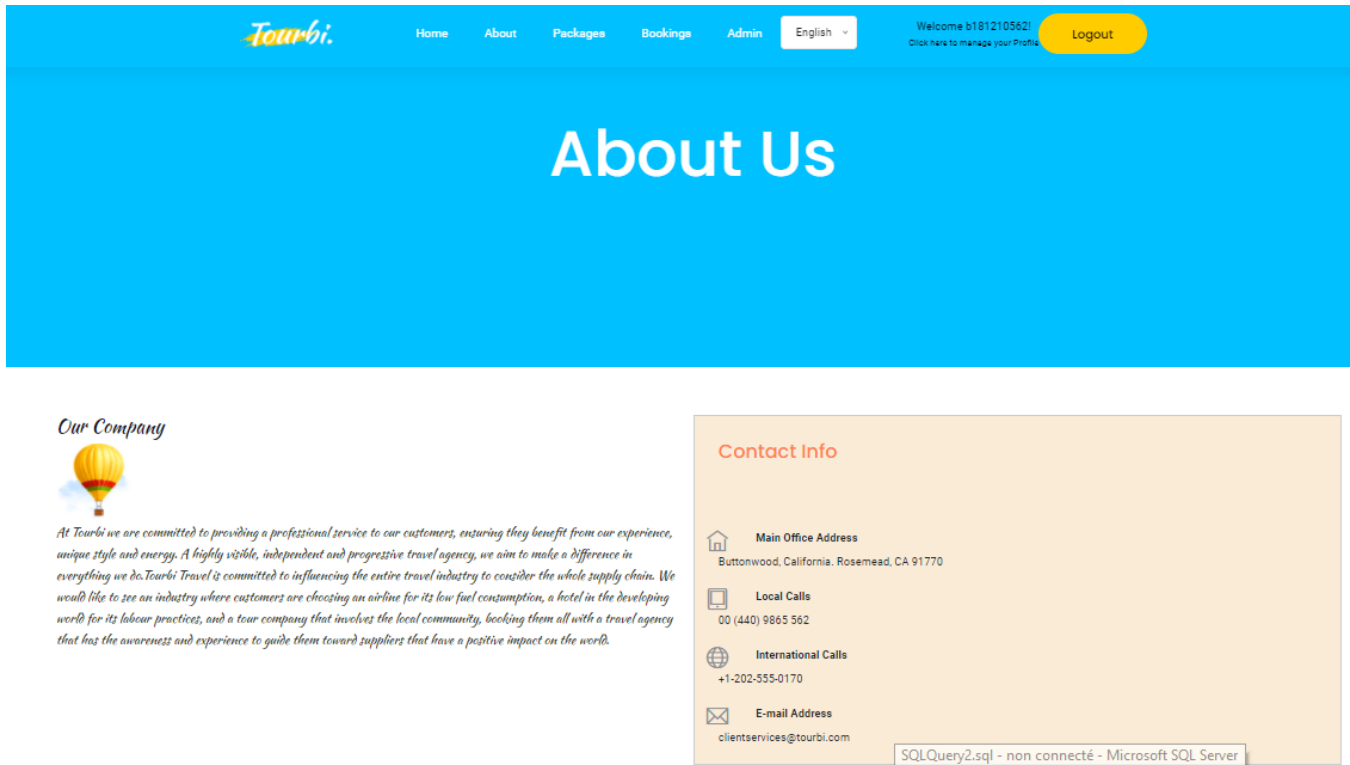 Tourbi.
Home About Packages Bookings Admin English Welcome b181210562! Logout
Click here to manage your Profile
About Us
Our Company
At Tourbi we are committed to providing a professional service to our customers, ensuring they benefit from our experience,
unique style and energy. A highly visible, independent and progressive travel agency, we aim to make a difference in
everything we do.Tourbi Travel is committed to influencing the entire travel industry to consider the whole supply chain. We
would like to see an industry where customers are choosing an airline for its low fuel consumption, a hotel in the developing
world for its labour practices, and a tour company that involves the local community, booking them all with a travel agency
that has the awareness and experience to guide them toward suppliers that have a positive impact on the world.
Contact Info
Main Office Address
Buttonwood, California. Rosemead, CA 91770
Local Calls
00 (440) 9865 562
International Calls
+1-202-555-0170
E-mail Address
clientservices@tourbi.com
SQLQuery2.sql - non connecté - Microsoft SQL Server